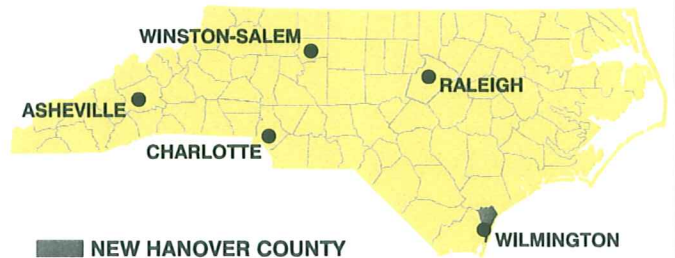 WINSTON-SALEM
RALEIGH
ASHEVILLE
CHARLOTTE
NEW HANOVER COUNTY
WILMINGTON